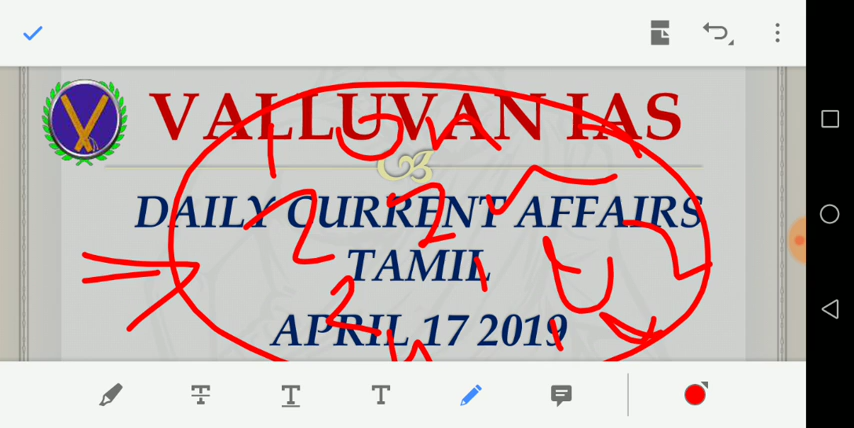 VALLUVAN IAS
DAILY CURRENT AFFAIRS
TAMIL
APRIL 17 2019